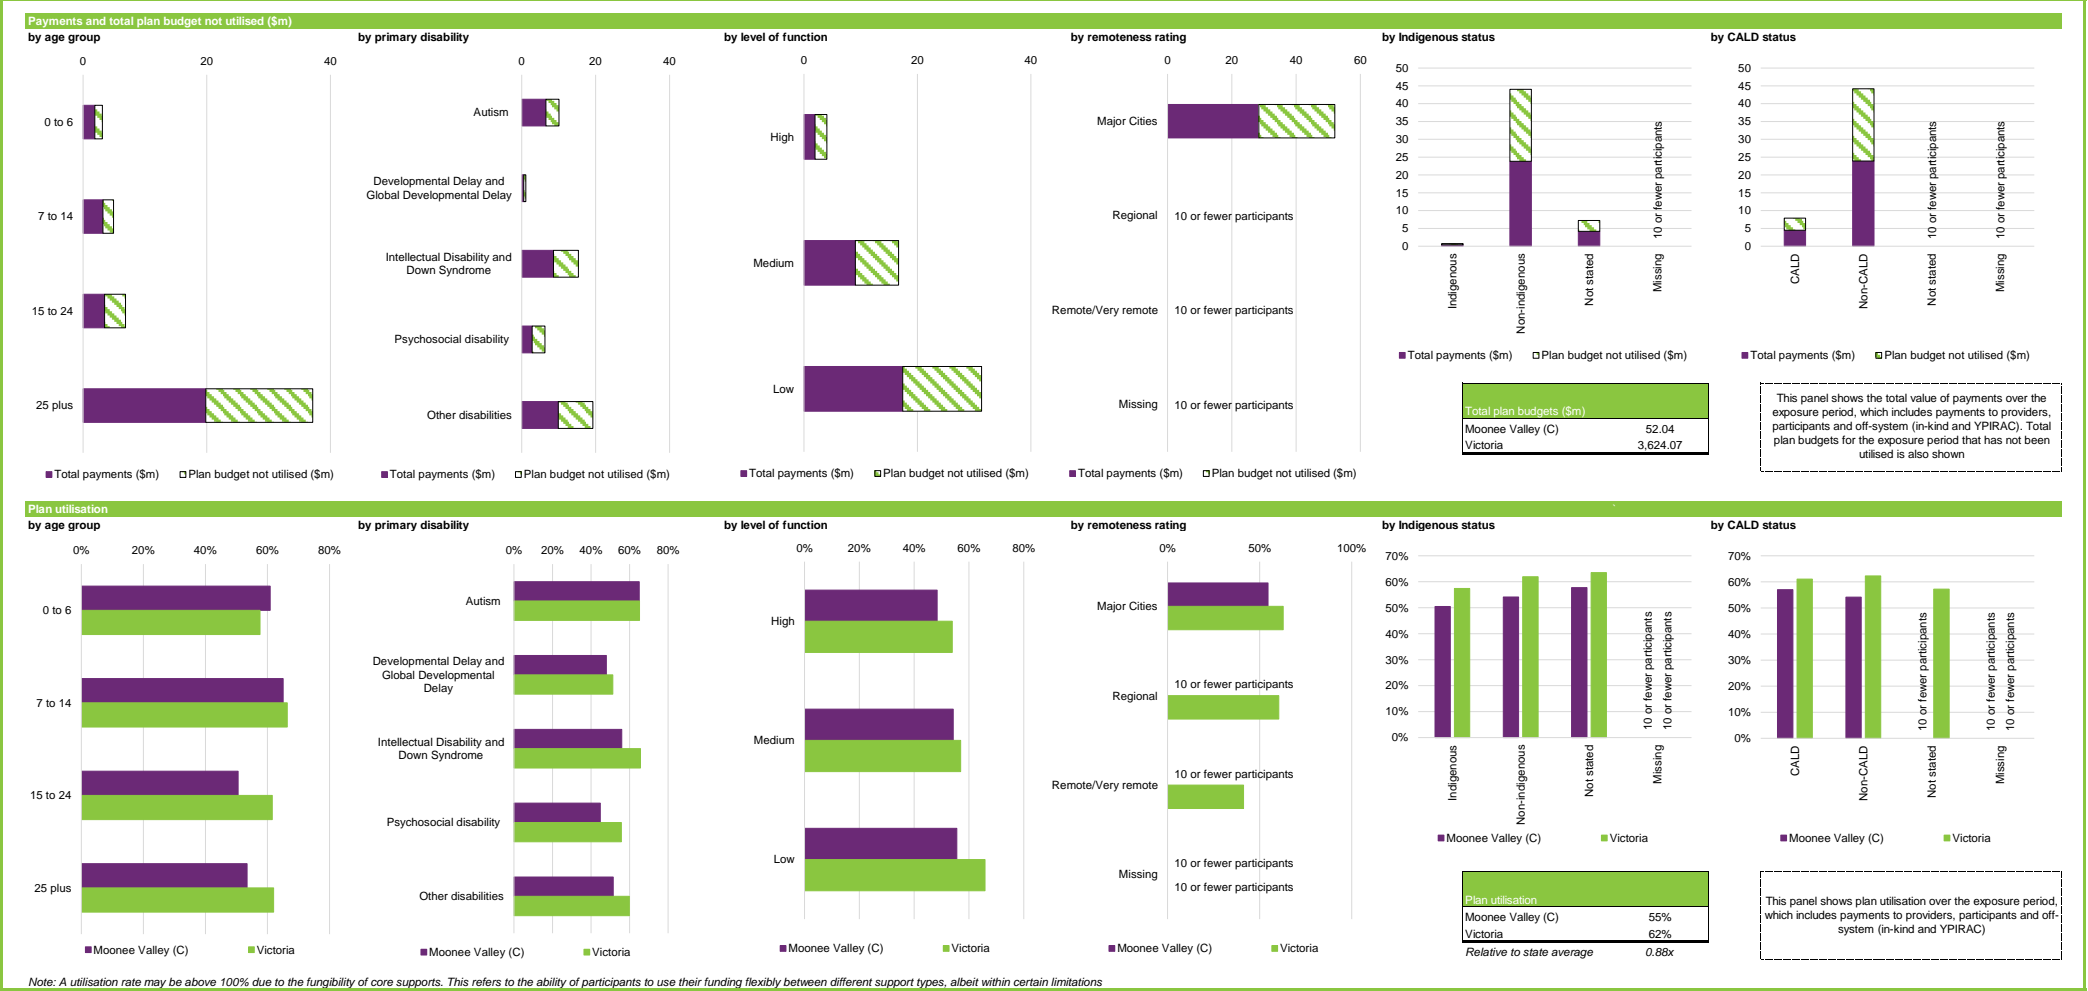 Payments and total plan budget not utilised ($m)
by age group
0 20 40
0 to 6
7 to 14
15 to 24
25 plus
Total payments ($m) Plan budget not utilised ($m)
by primary disability
0 20 40
Autism
Developmental Delay and
Global Developmental Delay
Intellectual Disability and
Down Syndrome
Psychosocial disability
Other disabilities
Total payments ($m) Plan budget not utilised ($m)
by level of function
0 20 40
High
Medium
Low
Total payments ($m) Plan budget not utilised ($m)
by remoteness rating
0 20 40 60
Major Cities
Regional 10 or fewer participants
Remote/Very remote 10 or fewer participants
Missing 10 or fewer participants
Total payments ($m) Plan budget not utilised ($m)
by Indigenous status
50
45
40
35
30
25
20
15
10
5
0
10 or fewer participants
Indigenous
Non-indigenous
Not stated
Missing
Total payments ($m) Plan budget not utilised ($m)
by CALD status
50
45
40
35
30
25
20
15
10
5
0
10 or fewer participants
10 or fewer participants
CALD
Non-CALD
Not stated
Missing
Total payments ($m) Plan budget not utilised ($m)
Total plan budgets ($m)
Moonee Valley (C) 52.04
Victoria 3,624.07
This panel shows the total value of payments over the
exposure period, which includes payments to providers,
participants and off-system (in-kind and YPIRAC). Total
plan budgets for the exposure period that has not been
utilised is also shown
Plan utilisation
by age group
0% 20% 40% 60% 80%
0 to 6
7 to 14
15 to 24
25 plus
Moonee Valley (C) Victoria
by primary disability
0% 20% 40% 60% 80%
Autism
Developmental Delay and
Global Developmental
Delay
Intellectual Disability and
Down Syndrome
Psychosocial disability
Other disabilities
Moonee Valley (C) Victoria
by level of function
0% 20% 40% 60% 80%
High
Medium
Low
Moonee Valley (C) Victoria
by remoteness rating
0% 50% 100%
Major Cities
10 or fewer participants
Regional
10 or fewer participants
Remote/Very remote
10 or fewer participants
Missing
10 or fewer participants
Moonee Valley (C) Victoria
by Indigenous status
70%
60%
50%
40%
30%
20%
10%
0%
10 or fewer participants
10 or fewer participants
Indigenous
Non-indigenous
Not stated
Missing
Moonee Valley (C) Victoria
by CALD status
70%
60%
50%
40%
30%
20%
10%
0%
10 or fewer participants
10 or fewer participants
10 or fewer participants
CALD
Non-CALD
Not stated
Missing
Moonee Valley (C) Victoria
Plan utilisation
Moonee Valley (C) 55%
Victoria 62%
Relative to state average 0.88x
This panel shows plan utilisation over the exposure period,
which includes payments to providers, participants and off-
system (in-kind and YPIRAC)
Note: A utilisation rate may be above 100% due to the fungibility of core supports. This refers to the ability of participants to use their funding flexibly between different support types, albeit within certain limitations